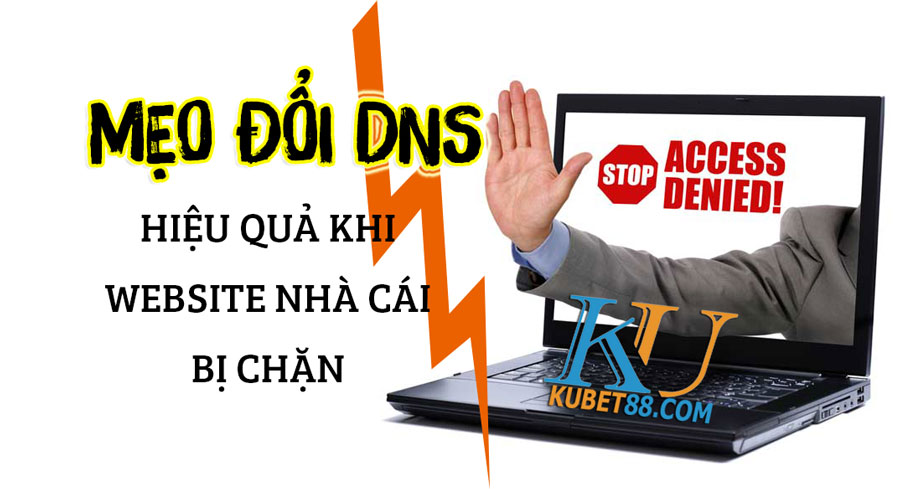 MẸO ĐỔI DNS
HIỆU QUẢ KHI
WEBSITE NHÀ CÁI
BỊ CHẶN
STOP
ACCESS
DENIED!
KU
KUBET88.COM